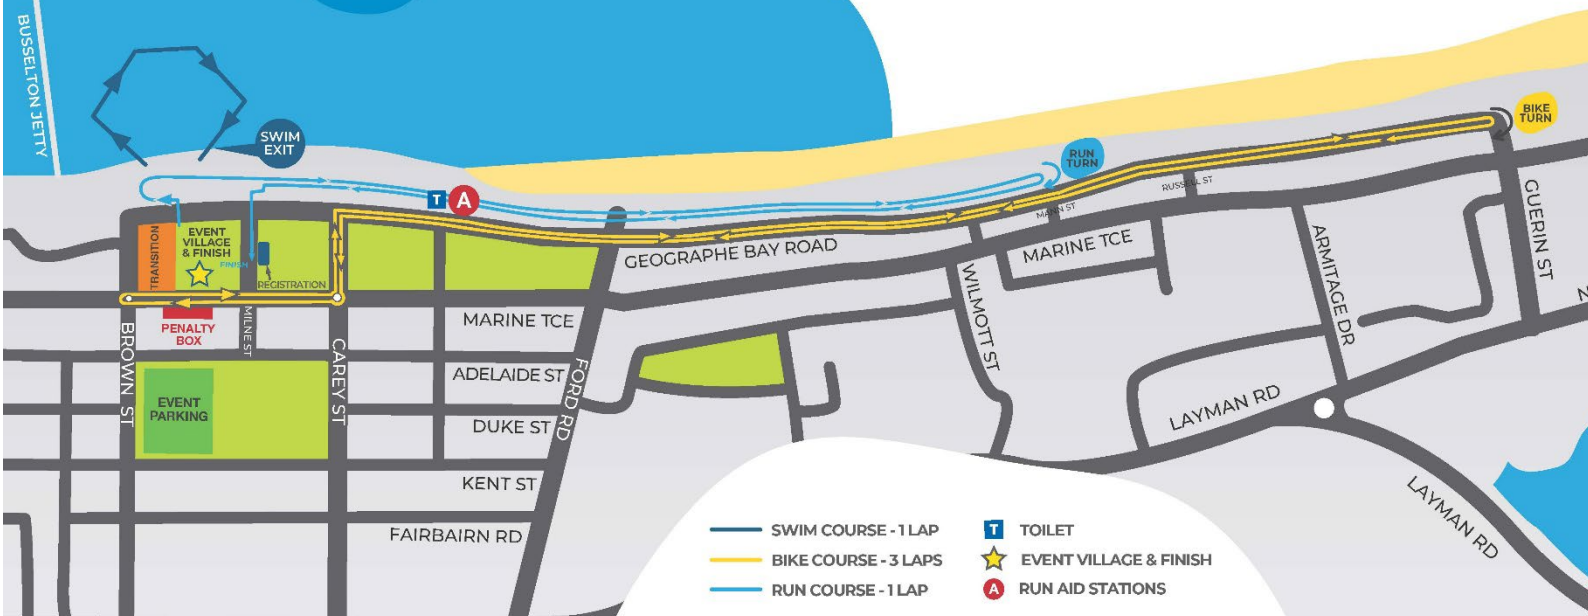 BUSSELTON JETTY
SWIM
EXIT
RUN
TURN
BIKE
TURN
T
A
TRANSITION
EVENT
VILLAGE
& FINISH
FINISH
REGISTRATION
PENALTY
BOX
MILNE ST
BROWN ST
CAREY ST
EVENT
PARKING
GEOGRAPHE BAY ROAD
MANN ST
RUSSELL ST
MARINE TCE
MARINE TCE
ADELAIDE ST
DUKE ST
KENT ST
FAIRBAIRN RD
FORD RD
WILMOTT ST
ARMITAGE DR
GUERIN ST
N
LAYMAN RD
LAYMAN RD
SWIM COURSE - 1 LAP
BIKE COURSE - 3 LAPS
RUN COURSE - 1 LAP
T TOILET
EVENT VILLAGE & FINISH
A RUN AID STATIONS